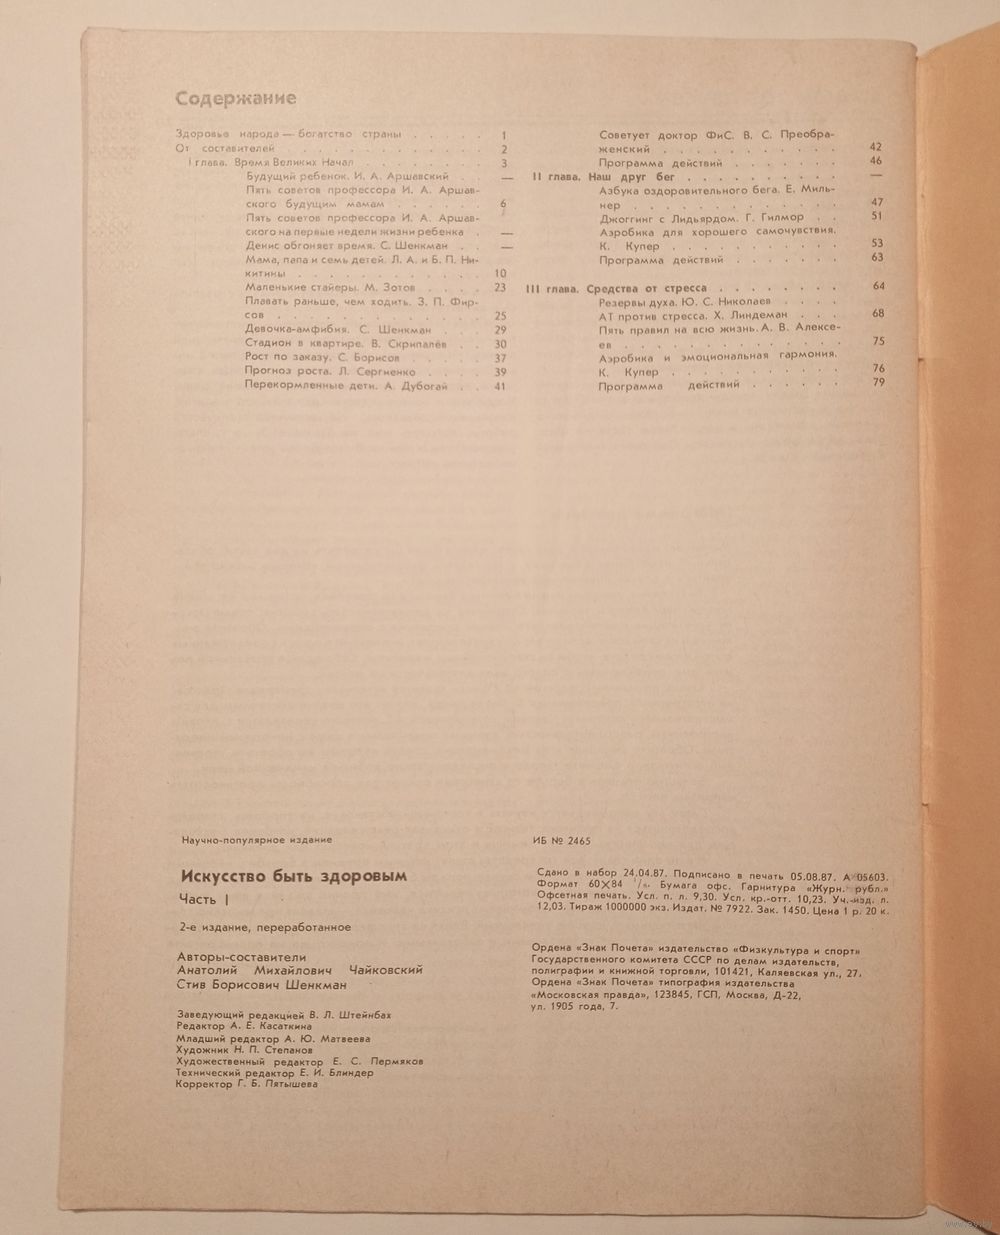 Содержание
Здоровье народа — богатство страны . . . . . 1
От составителей . . . . . . . . . . 2
I глава. Время Великих Начал . . . . . . . 3
Будущий ребенок. И. А. Аршавский . . —
Пять советов профессора И. А. Аршав-
ского будущим мамам . . . . . . 6
Пять советов профессора И. А. Аршав-
ского на первые недели жизни ребенка . —
Денис обгоняет время. С. Шенкман . . —
Мама, папа и семь детей. Л. А. и Б. П. Ни-
китины . . . . . . . . . . . 10
Маленькие стайеры. М. Зотов . . . . 23
Плавать раньше, чем ходить. З. П. Фир-
сов . . . . . . . . . . . . 25
Девочка-амфибия. С. Шенкман . . . 29
Стадион в квартире. В. Скрипалев . . 30
Рост по заказу. С. Борисов . . . . . 37
Прогноз роста. Л. Сергиенко . . . . 39
Перекормленные дети. А. Дубогай . . 41
Советует доктор ФиС. В. С. Преобра-
женский . . . . . . . . . . . 42
Программа действий . . . . . . . 46
II глава. Наш друг бег . . . . . . . . . . —
Азбука оздоровительного бега. Е. Миль-
нер . . . . . . . . . . . . . 47
Джоггинг с Лидьярдом. Г. Гилмор . . 51
Аэробика для хорошего самочувствия.
К. Купер . . . . . . . . . . . 53
Программа действий . . . . . . . 63
III глава. Средства от стресса . . . . . . . . 64
Резервы духа. Ю. С. Николаев . . . .
АТ против стресса. Х. Линдеман . . . 68
Пять правил на всю жизнь. А. В. Алексе-
ев . . . . . . . . . . . . . 75
Аэробика и эмоциональная гармония.
К. Купер . . . . . . . . . . . 76
Программа действий . . . . . . 79
Научно-популярное издание
Искусство быть здоровым
Часть I
2-е издание, переработанное
Авторы-составители
Анатолий Михайлович Чайковский
Стив Борисович Шенкман
Заведующий редакцией В. Л. Штейнбах
Редактор А. Е. Касаткина
Младший редактор А. Ю. Матвеева
Художник Н. П. Степанов
Художественный редактор Е. С. Пермяков
Технический редактор Е. И. Блиндер
Корректор Г. Б. Пятышева
ИБ № 2465
Сдано в набор 24.04.87. Подписано в печать 05.08.87. А 05603.
Формат 60×84 1/8. Бумага офс. Гарнитура «Журн. рубл.»
Офсетная печать. Усл. п. л. 9,30. Усл. кр.-отт. 10,23. Уч.-изд. л.
12,03. Тираж 1000000 экз. Издат. № 7922. Зак. 1450. Цена 1 р. 20 к.
Ордена «Знак Почета» издательство «Физкультура и спорт»
Государственного комитета СССР по делам издательств,
полиграфии и книжной торговли, 101421, Каляевская ул., 27.
Ордена «Знак Почета» типография издательства
«Московская правда», 123845, ГСП, Москва, Д-22,
ул. 1905 года, 7.